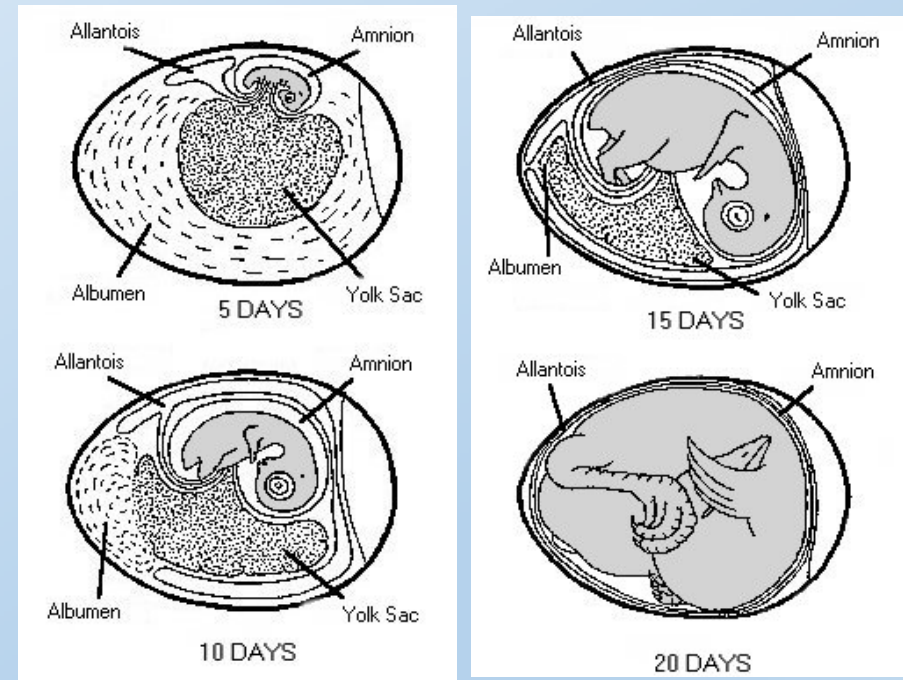 Allantois
Amnion
Albumen
Yolk Sac
5 DAYS
Allantois
Amnion
Albumen
Yolk Sac
10 DAYS
Allantois
Amnion
Albumen
Yolk Sac
15 DAYS
Allantois
Amnion
20 DAYS